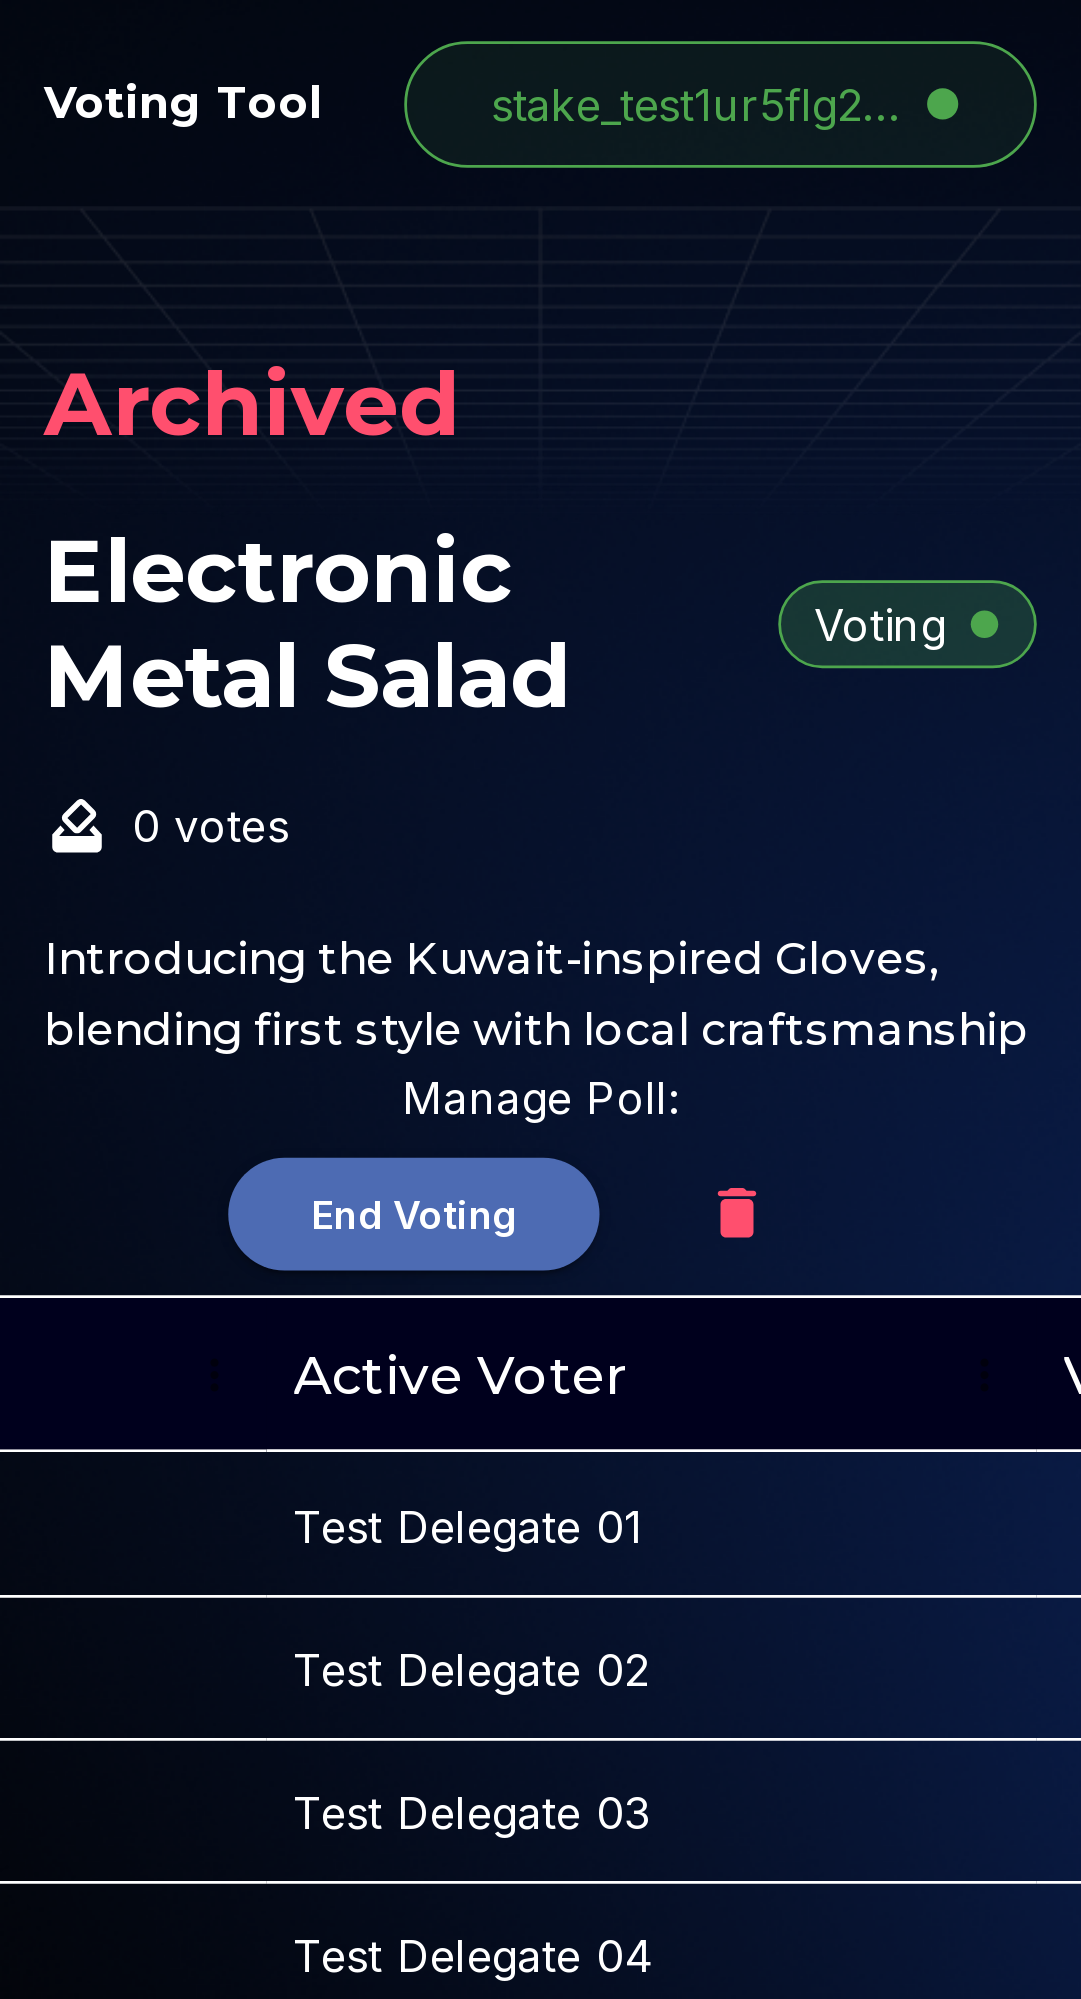 Voting Tool
stake_test1ur5flg2...
Archived
Electronic
Metal Salad
Voting
0 votes
Introducing the Kuwait-inspired Gloves,
blending first style with local craftsmanship
Manage Poll:
End Voting
Active Voter
Test Delegate 01
Test Delegate 02
Test Delegate 03
Test Delegate 04